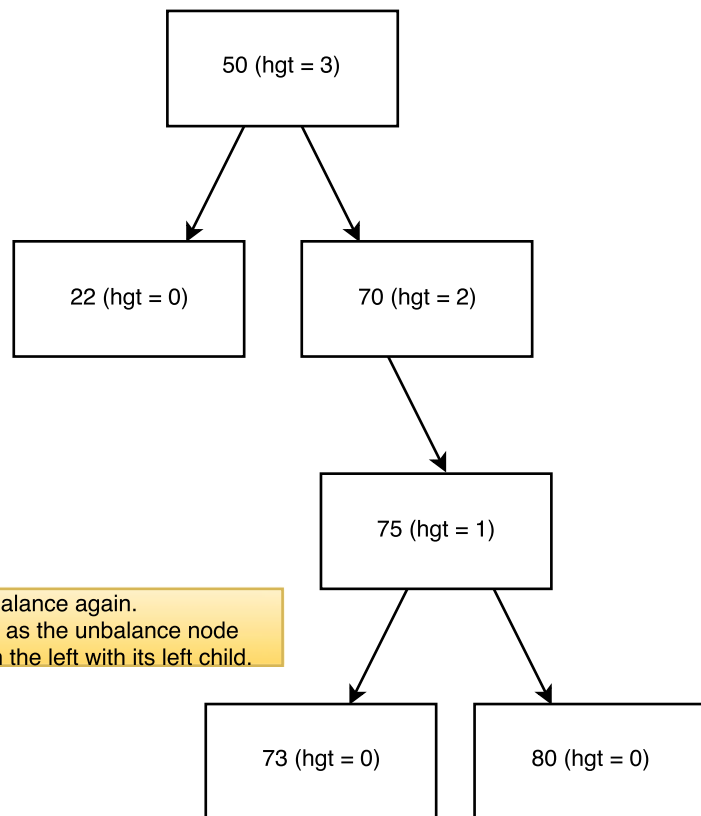 50 (hgt = 3)
22 (hgt = 0)
70 (hgt = 2)
75 (hgt = 1)
again.
as the unbalance node
the left with its left child.
73 (hgt = 0)
80 (hgt = 0)